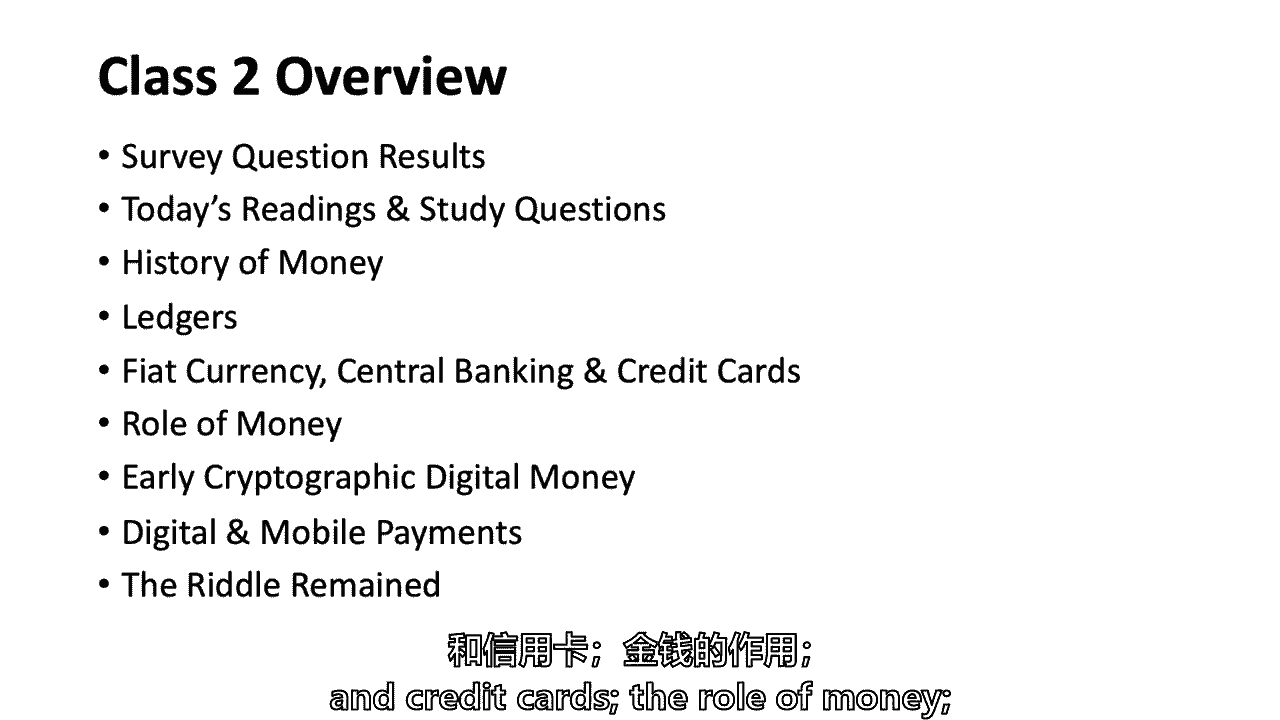 Class 2 Overview
• Survey Question Results
• Today’s Readings & Study Questions
• History of Money
• Ledgers
• Fiat Currency, Central Banking & Credit Cards
• Role of Money
• Early Cryptographic Digital Money
• Digital & Mobile Payments
• The Riddle Remained
和信用卡；金钱的作用；
and credit cards; the role of money;